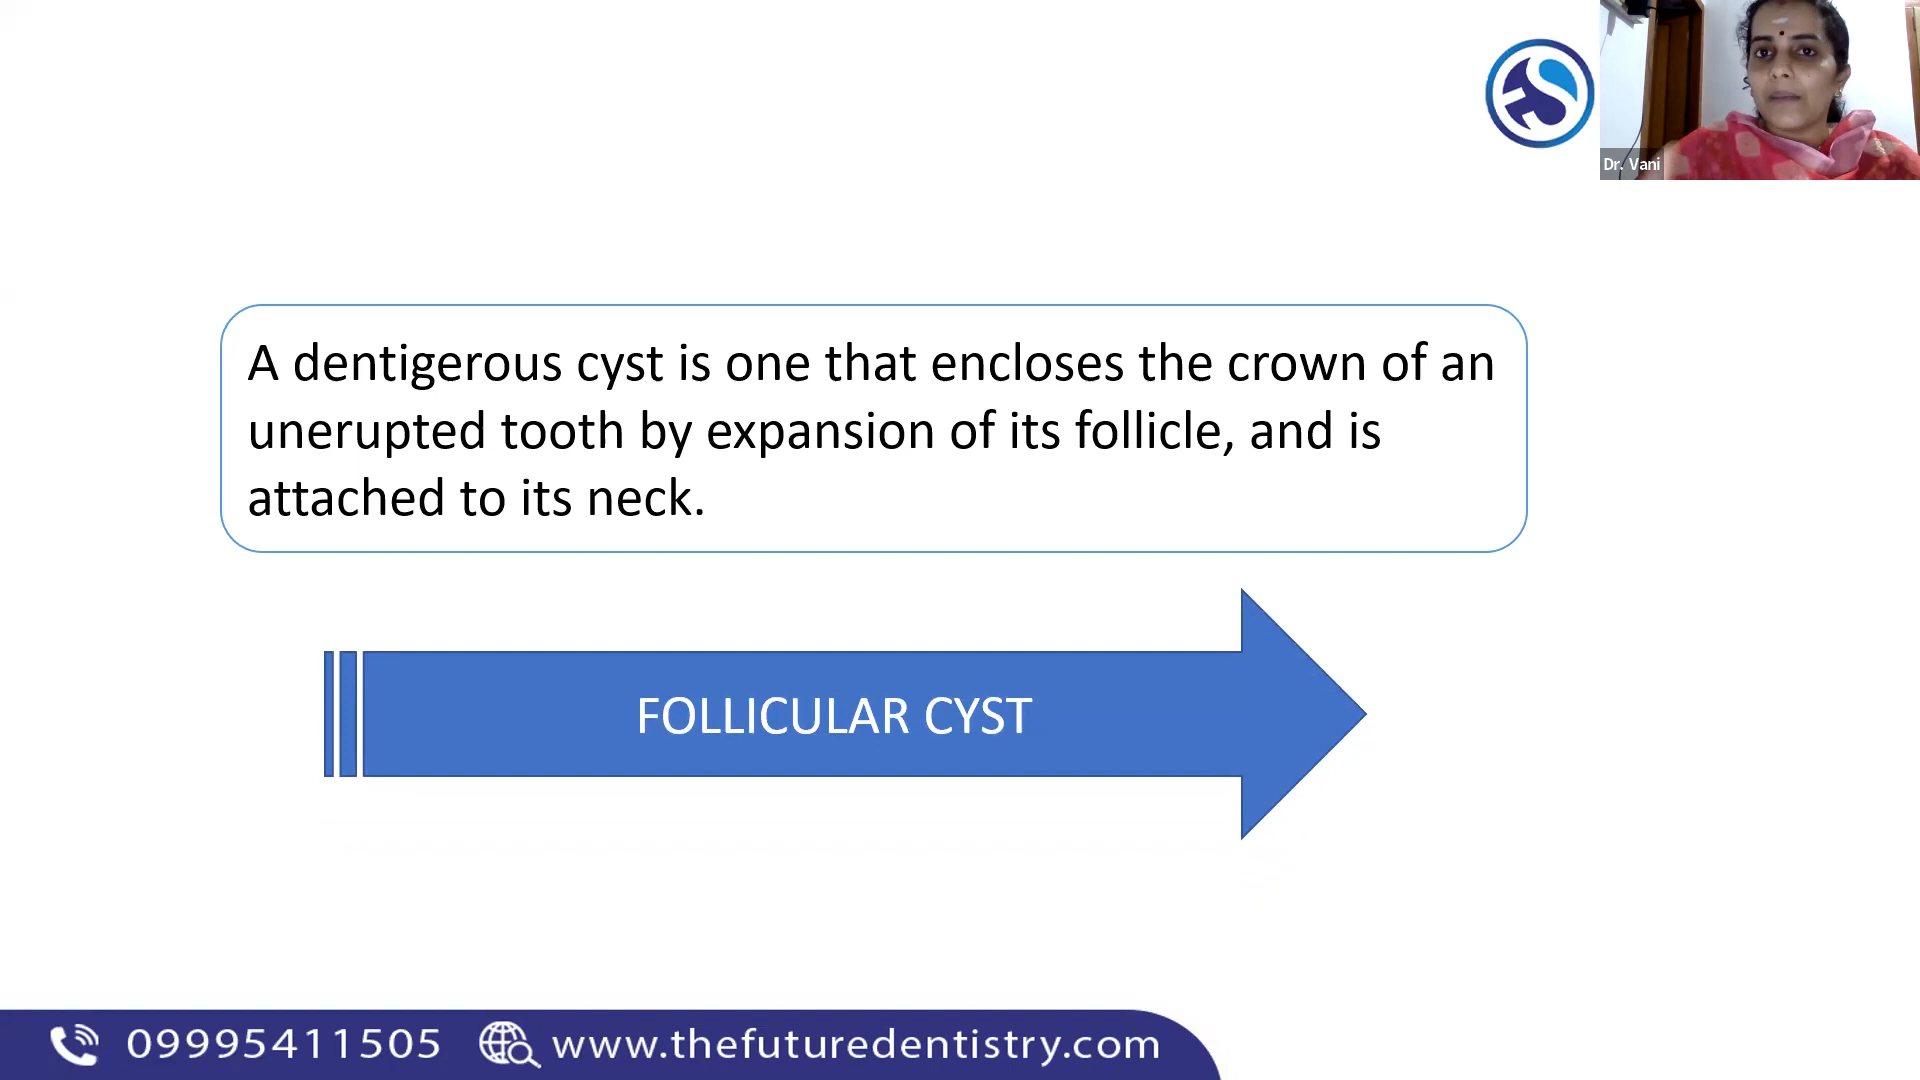 Dr. Vani
A dentigerous cyst is one that encloses the crown of an
unerupted tooth by expansion of its follicle, and is
attached to its neck.
FOLLICULAR CYST
09995411505 www.thefuturedentistry.com